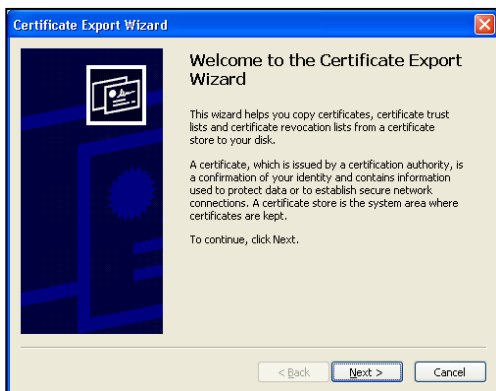 Certificate Export Wizard
Welcome to the Certificate Export
Wizard
This wizard helps you copy certificates, certificate trust
lists and certificate revocation lists from a certificate
store to your disk.
A certificate, which is issued by a certification authority, is
a confirmation of your identity and contains information
used to protect data or to establish secure network
connections. A certificate store is the system area where
certificates are kept.
To continue, click Next.
< Back Next > Cancel